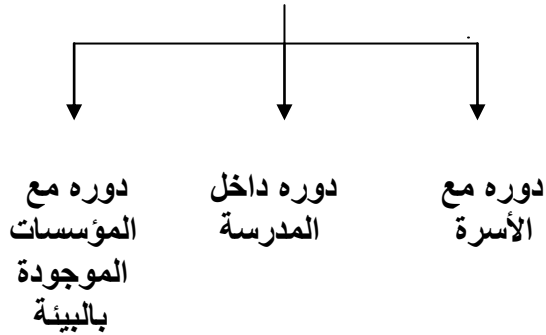 دوره مع
الأسرة
دوره داخل
المدرسة
دوره مع
المؤسسات
الموجودة
بالبيئة